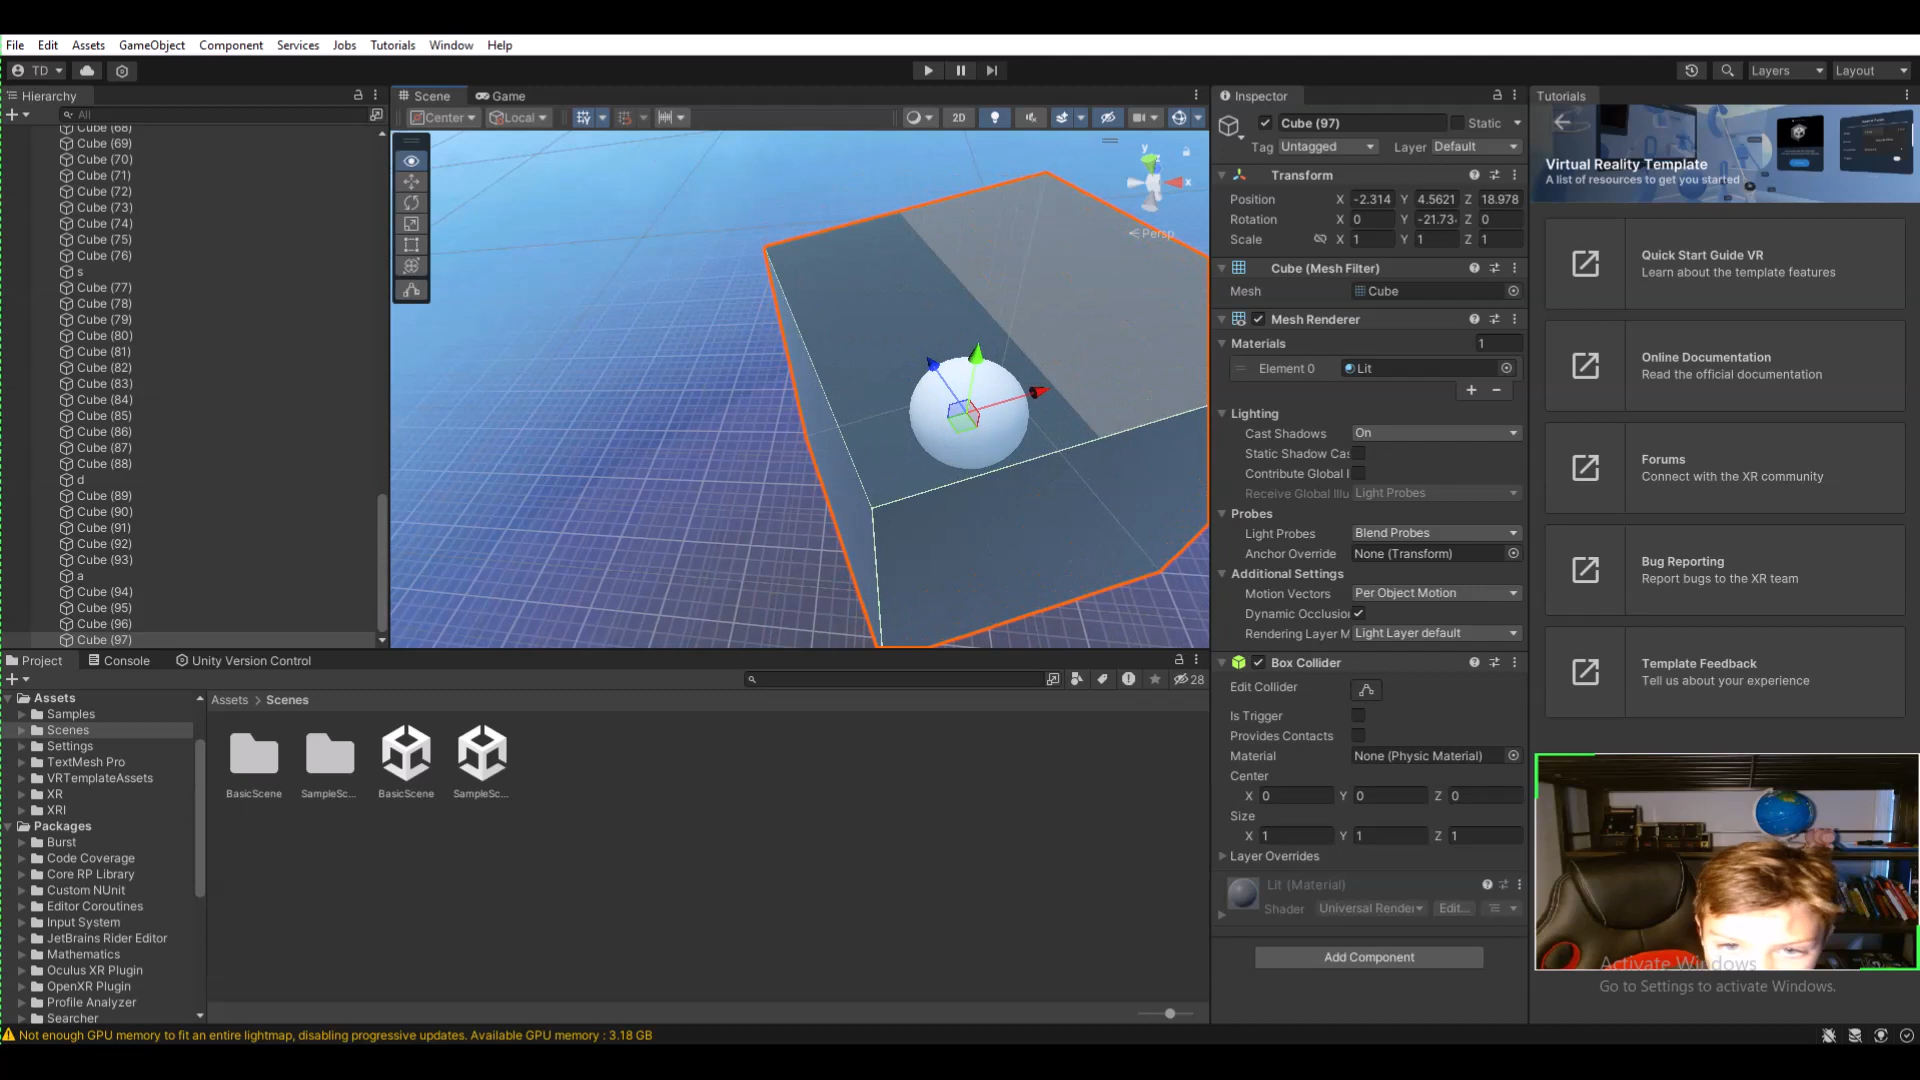 File Edit Assets GameObject Component Services Jobs Tutorials Window Help
TD
Layers
Layout
Hierarchy
All
Cube (68)
Cube (69)
Cube (70)
Cube (71)
Cube (72)
Cube (73)
Cube (74)
Cube (75)
Cube (76)
s
Cube (77)
Cube (78)
Cube (79)
Cube (80)
Cube (81)
Cube (82)
Cube (83)
Cube (84)
Cube (85)
Cube (86)
Cube (87)
Cube (88)
d
Cube (89)
Cube (90)
Cube (91)
Cube (92)
Cube (93)
a
Cube (94)
Cube (95)
Cube (96)
Cube (97)
Scene Game
Center Local
2D
y
x
z
Persp
Inspector
Cube (97) Static
Tag Untagged Layer Default
Transform
Position X -2.314 Y 4.5621 Z 18.978
Rotation X 0 Y -21.73 Z 0
Scale X 1 Y 1 Z 1
Cube (Mesh Filter)
Mesh Cube
Mesh Renderer
Materials 1
Element 0 Lit
Lighting
Cast Shadows On
Static Shadow Cas
Contribute Global I
Receive Global Illu Light Probes
Probes
Light Probes Blend Probes
Anchor Override None (Transform)
Additional Settings
Motion Vectors Per Object Motion
Dynamic Occlusio
Rendering Layer M Light Layer default
Box Collider
Edit Collider
Is Trigger
Provides Contacts
Material None (Physic Material)
Center
X 0 Y 0 Z 0
Size
X 1 Y 1 Z 1
Layer Overrides
Lit (Material)
Shader Universal Render Edit...
Add Component
Tutorials
Virtual Reality Template
A list of resources to get you started
Quick Start Guide VR
Learn about the template features
Online Documentation
Read the official documentation
Forums
Connect with the XR community
Bug Reporting
Report bugs to the XR team
Template Feedback
Tell us about your experience
Activate Windows
Go to Settings to activate Windows.
Project Console Unity Version Control
28
Assets
Samples
Scenes
Settings
TextMesh Pro
VRTemplateAssets
XR
XRI
Packages
Burst
Code Coverage
Core RP Library
Custom NUnit
Editor Coroutines
Input System
JetBrains Rider Editor
Mathematics
Oculus XR Plugin
OpenXR Plugin
Profile Analyzer
Searcher
Assets > Scenes
BasicScene
SampleSc...
BasicScene
SampleSc...
Not enough GPU memory to fit an entire lightmap, disabling progressive updates. Available GPU memory : 3.18 GB